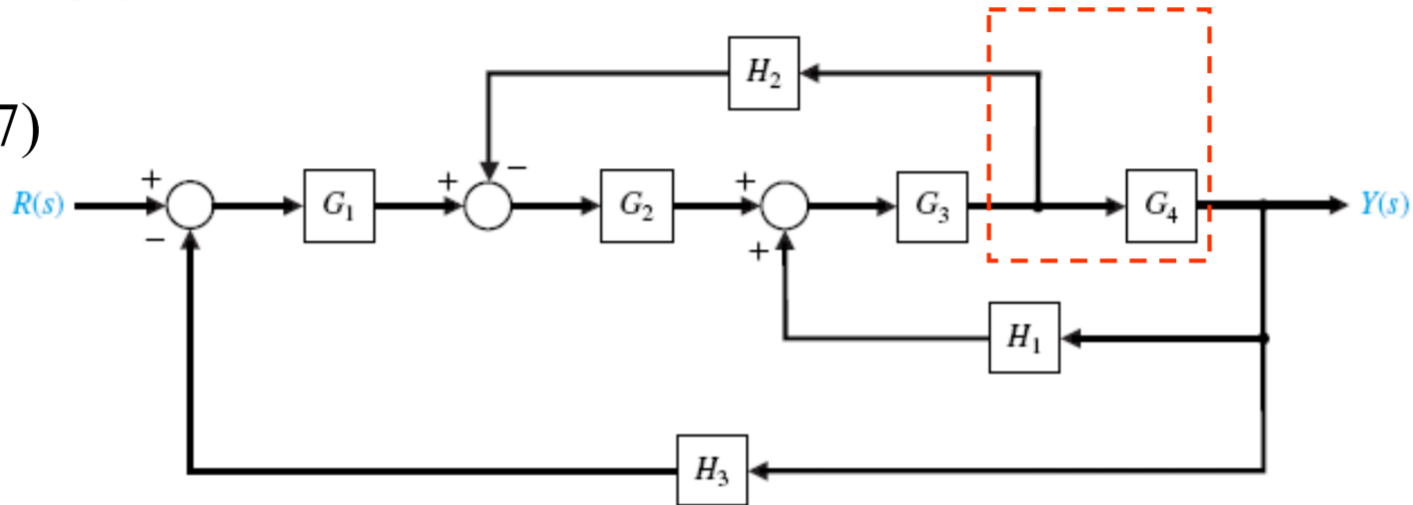 H₂
7)
+ − + +
R(s) G₁ G₂ G₃ G₄ Y(s)
− +
H₁
H₃